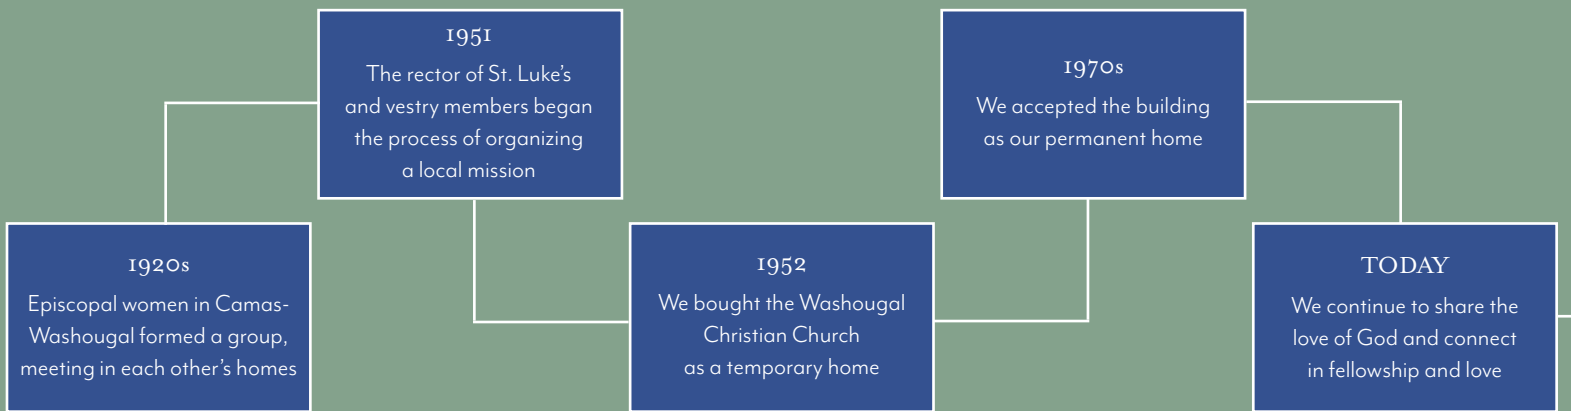 1920s
Episcopal women in Camas-
Washougal formed a group,
meeting in each other's homes
1951
The rector of St. Luke's
and vestry members began
the process of organizing
a local mission
1952
We bought the Washougal
Christian Church
as a temporary home
1970s
We accepted the building
as our permanent home
TODAY
We continue to share the
love of God and connect
in fellowship and love